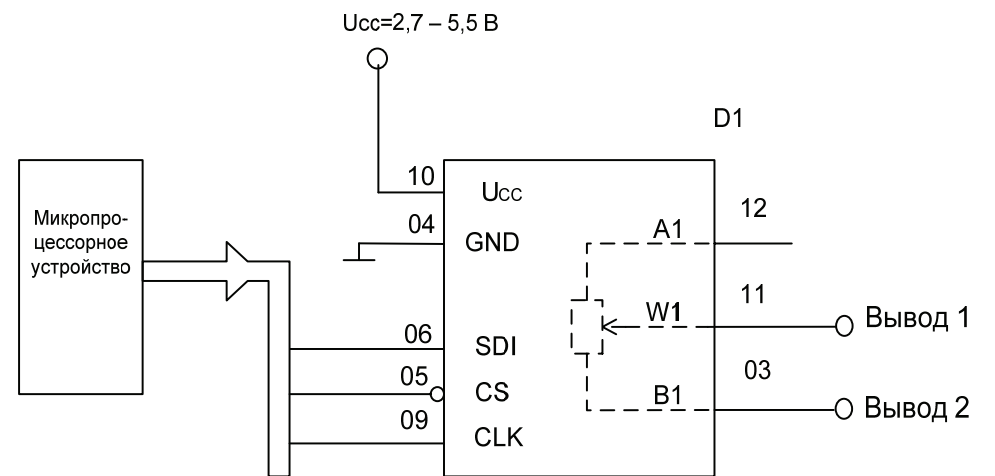 Ucc=2,7 – 5,5 В
D1
Микропро-
цессорное
устройство
10
Ucc
04
GND
A1
12
W1
11
Вывод 1
06
SDI
05
CS
09
CLK
B1
03
Вывод 2